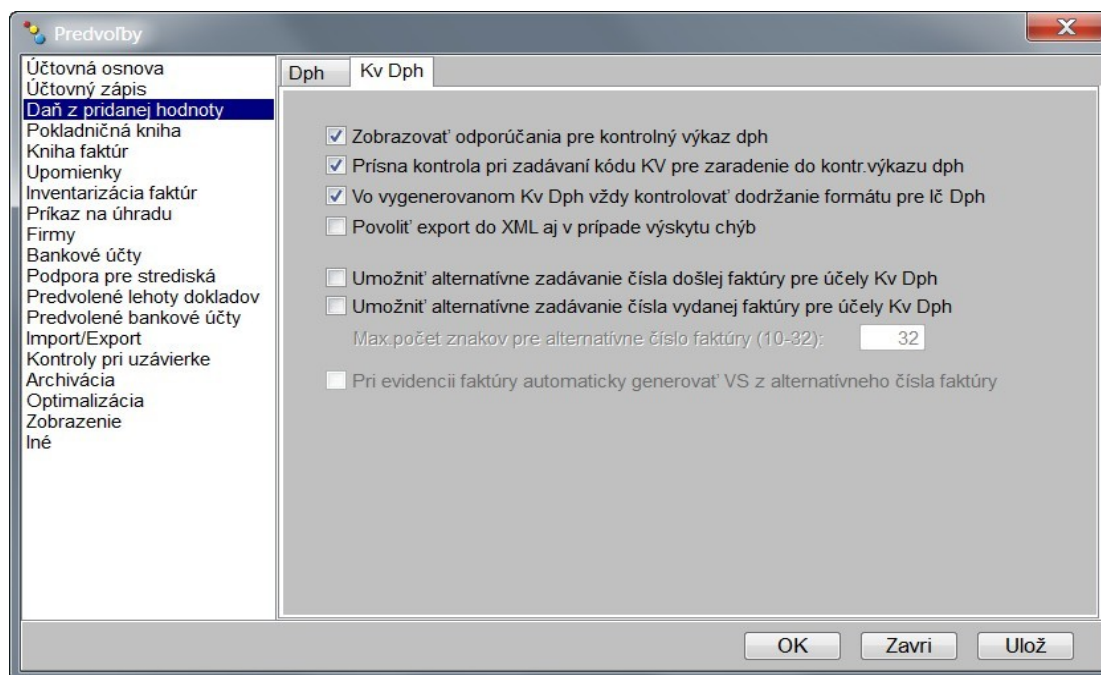 Predvoľby
Účtovná osnova
Účtovný zápis
Daň z pridanej hodnoty
Pokladničná kniha
Kniha faktúr
Upomienky
Inventarizácia faktúr
Príkaz na úhradu
Firmy
Bankové účty
Podpora pre strediská
Predvolené lehoty dokladov
Predvolené bankové účty
Import/Export
Kontroly pri uzávierke
Archivácia
Optimalizácia
Zobrazenie
Iné
Dph
Kv Dph
Zobrazovať odporúčania pre kontrolný výkaz dph
Prísna kontrola pri zadávaní kódu KV pre zaradenie do kontr.výkazu dph
Vo vygenerovanom Kv Dph vždy kontrolovať dodržanie formátu pre Ič Dph
Povoliť export do XML aj v prípade výskytu chýb
Umožniť alternatívne zadávanie čísla došlej faktúry pre účely Kv Dph
Umožniť alternatívne zadávanie čísla vydanej faktúry pre účely Kv Dph
Max.počet znakov pre alternatívne číslo faktúry (10-32): 32
Pri evidencii faktúry automaticky generovať VS z alternatívneho čísla faktúry
OK Zavri Ulož